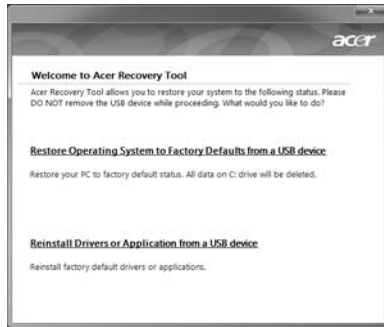 acer
Welcome to Acer Recovery Tool
Acer Recovery Tool allows you to restore your system to the following status. Please
DO NOT remove the USB device while proceeding. What would you like to do?
Restore Operating System to Factory Defaults from a USB device
Restore your PC to factory default status. All data on C: drive will be deleted.
Reinstall Drivers or Application from a USB device
Reinstall factory default drivers or applications.